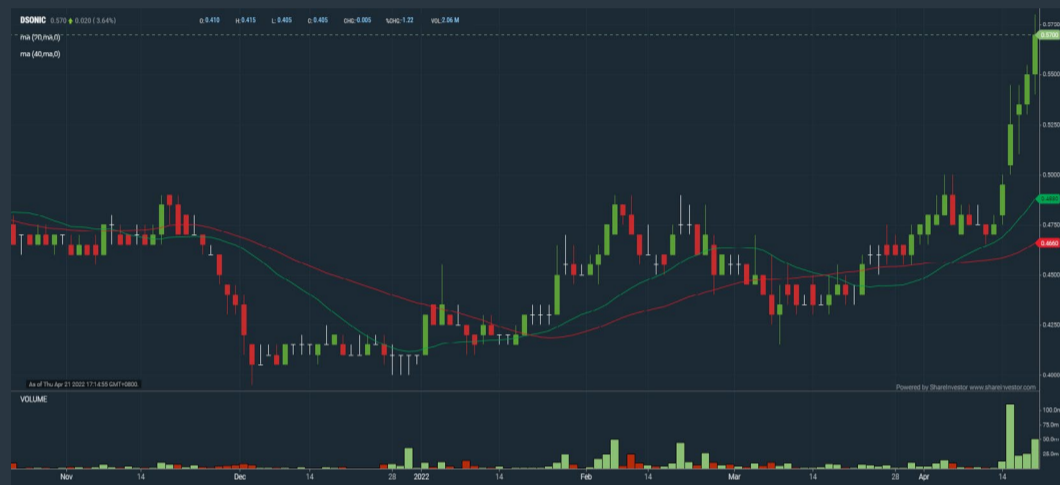 DSONIC 0.570 0.020 (3.64%) O: 0.410 H: 0.415 L: 0.405 C: 0.405 CHG:-0.005 %CHG:-1.22 VOL:2.06 M
ma (20,ma,0)
ma (40,ma,0)
0.5750
0.5700
0.5500
0.5250
0.5000
0.4750
0.4660
0.4500
0.4250
0.4000
As of Thu Apr 21 2022 17:14:55 GMT+0800.
Powered by ShareInvestor www.shareinvestor.com
VOLUME
100.0m
75.0m
50.0m
25.0m
Nov 14 Dec 14 28 2022 14 Feb 14 Mar 14 28 Apr 14